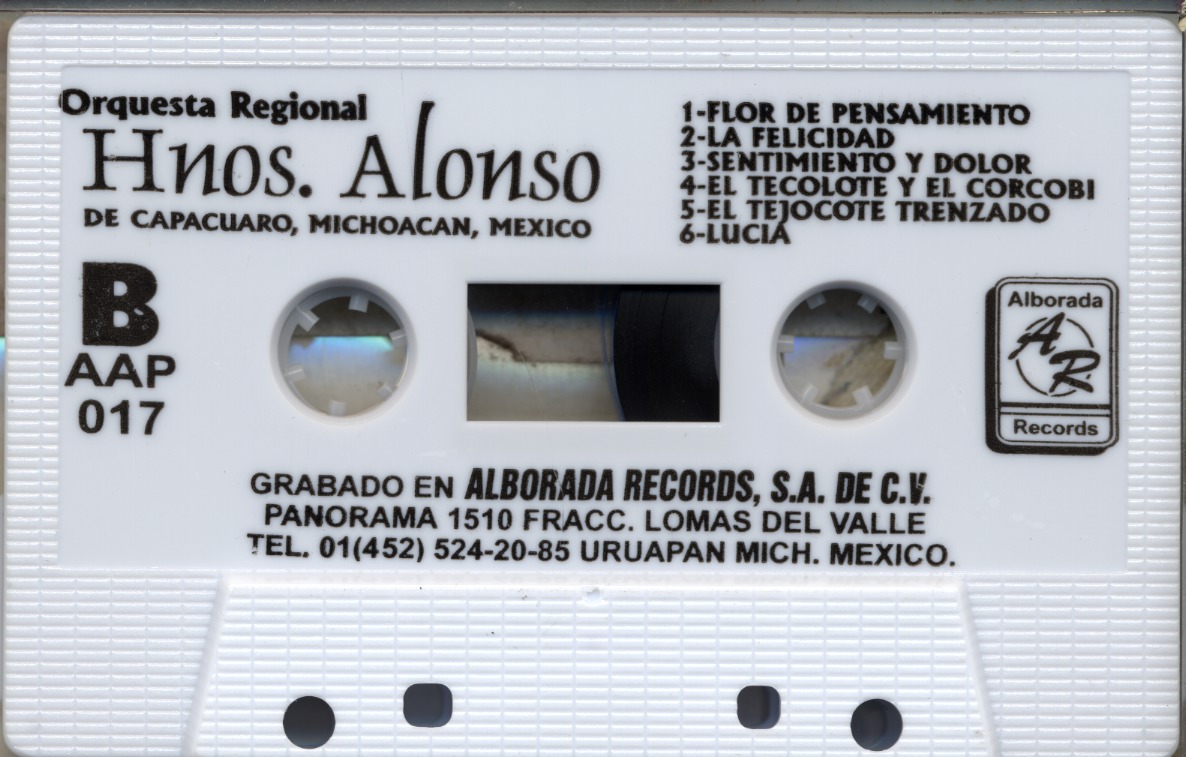 Orquesta Regional
Hnos. Alonso
DE CAPACUARO, MICHOACAN, MEXICO
1-FLOR DE PENSAMIENTO
2-LA FELICIDAD
3-SENTIMIENTO Y DOLOR
4-EL TECOLOTE Y EL CORCOBI
5-EL TEJOCOTE TRENZADO
6-LUCIA
B
AAP
017
Alborada
AR
Records
GRABADO EN ALBORADA RECORDS, S.A. DE C.V.
PANORAMA 1510 FRACC. LOMAS DEL VALLE
TEL. 01(452) 524-20-85 URUAPAN MICH. MEXICO.